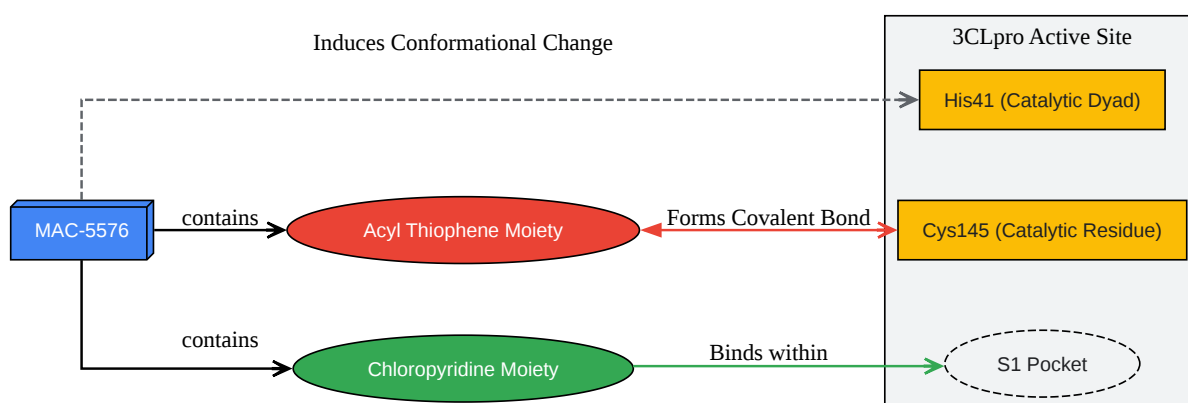 3CLpro Active Site
Induces Conformational Change
His41 (Catalytic Dyad)
MAC-5576
contains
Acyl Thiophene Moiety
Forms Covalent Bond
Cys145 (Catalytic Residue)
contains
Chloropyridine Moiety
Binds within
S1 Pocket